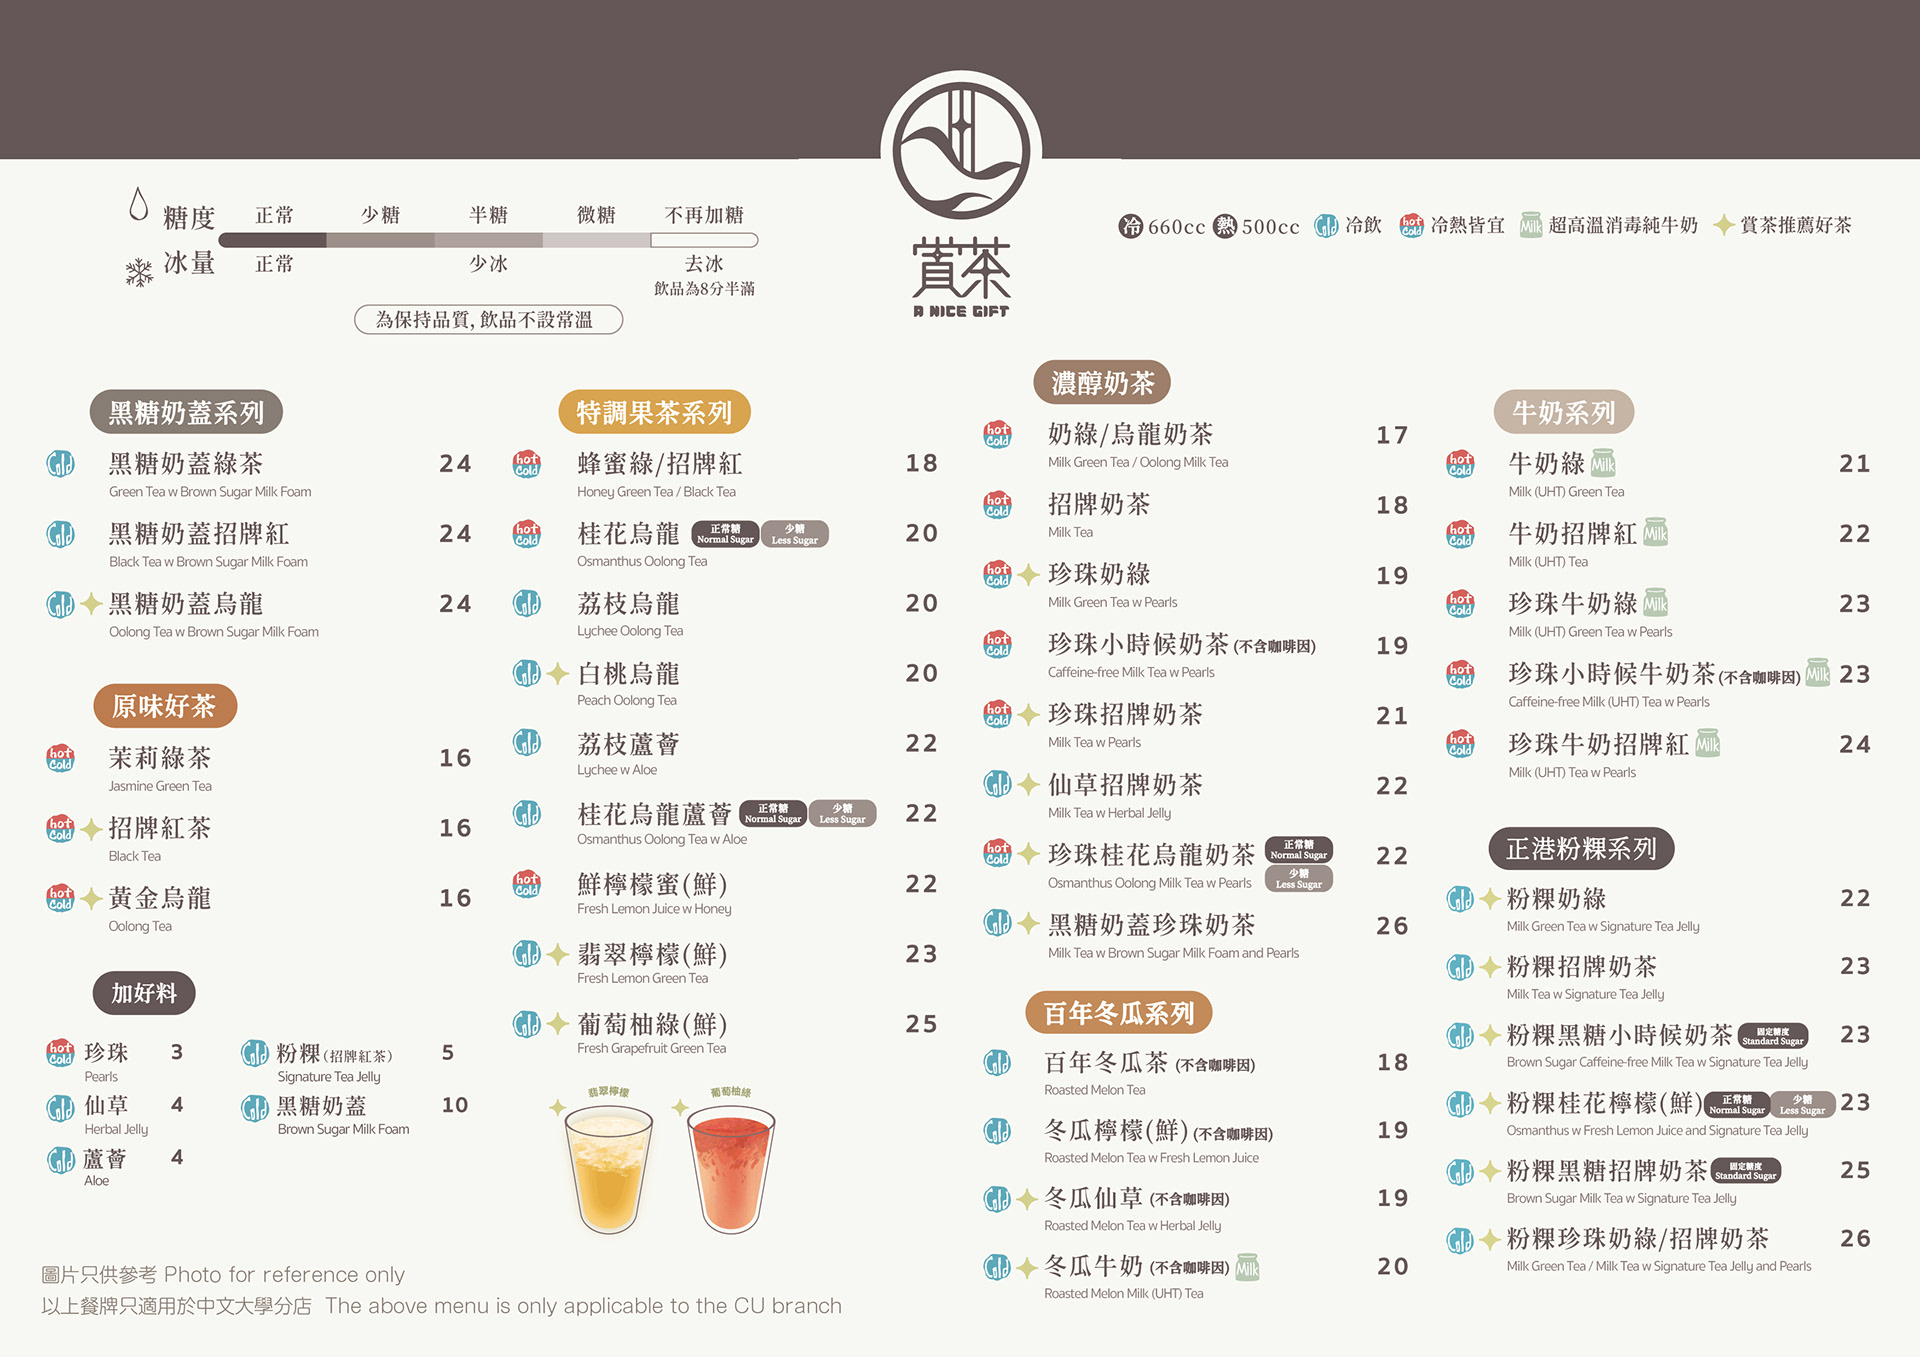 糖度 正常 少糖 半糖 微糖 不再加糖
冰量 正常 少冰 去冰
飲品為8分半滿
為保持品質, 飲品不設常溫
賞茶
A NICE GIFT
冷 660cc 熱 500cc Cold 冷飲 hot cold 冷熱皆宜 Milk 超高溫消毒純牛奶 賞茶推薦好茶
黑糖奶蓋系列
Cold 黑糖奶蓋綠茶 24
Green Tea w Brown Sugar Milk Foam
Cold 黑糖奶蓋招牌紅 24
Black Tea w Brown Sugar Milk Foam
Cold 黑糖奶蓋烏龍 24
Oolong Tea w Brown Sugar Milk Foam
原味好茶
hot cold 茉莉綠茶 16
Jasmine Green Tea
hot cold 招牌紅茶 16
Black Tea
hot cold 黃金烏龍 16
Oolong Tea
加好料
hot cold 珍珠 3
Pearls
Cold 仙草 4
Herbal Jelly
Cold 蘆薈 4
Aloe
Cold 粉粿(招牌紅茶) 5
Signature Tea Jelly
Cold 黑糖奶蓋 10
Brown Sugar Milk Foam
特調果茶系列
hot cold 蜂蜜綠/招牌紅 18
Honey Green Tea / Black Tea
hot cold 桂花烏龍 正常糖 Normal Sugar 少糖 Less Sugar 20
Osmanthus Oolong Tea
Cold 荔枝烏龍 20
Lychee Oolong Tea
Cold 白桃烏龍 20
Peach Oolong Tea
Cold 荔枝蘆薈 22
Lychee w Aloe
Cold 桂花烏龍蘆薈 正常糖 Normal Sugar 少糖 Less Sugar 22
Osmanthus Oolong Tea w Aloe
hot cold 鮮檸檬蜜(鮮) 22
Fresh Lemon Juice w Honey
Cold 翡翠檸檬(鮮) 23
Fresh Lemon Green Tea
Cold 葡萄柚綠(鮮) 25
Fresh Grapefruit Green Tea
翡翠檸檬
葡萄柚綠
濃醇奶茶
hot cold 奶綠/烏龍奶茶 17
Milk Green Tea / Oolong Milk Tea
hot cold 招牌奶茶 18
Milk Tea
hot cold 珍珠奶綠 19
Milk Green Tea w Pearls
hot cold 珍珠小時候奶茶(不含咖啡因) 19
Caffeine-free Milk Tea w Pearls
hot cold 珍珠招牌奶茶 21
Milk Tea w Pearls
Cold 仙草招牌奶茶 22
Milk Tea w Herbal Jelly
hot cold 珍珠桂花烏龍奶茶 正常糖 Normal Sugar 少糖 Less Sugar 22
Osmanthus Oolong Milk Tea w Pearls
Cold 黑糖奶蓋珍珠奶茶 26
Milk Tea w Brown Sugar Milk Foam and Pearls
百年冬瓜系列
Cold 百年冬瓜茶 (不含咖啡因) 18
Roasted Melon Tea
Cold 冬瓜檸檬(鮮)(不含咖啡因) 19
Roasted Melon Tea w Fresh Lemon Juice
Cold 冬瓜仙草 (不含咖啡因) 19
Roasted Melon Tea w Herbal Jelly
Cold 冬瓜牛奶 (不含咖啡因) Milk 20
Roasted Melon Milk (UHT) Tea
牛奶系列
hot cold 牛奶綠 Milk 21
Milk (UHT) Green Tea
hot cold 牛奶招牌紅 Milk 22
Milk (UHT) Tea
hot cold 珍珠牛奶綠 Milk 23
Milk (UHT) Green Tea w Pearls
hot cold 珍珠小時候牛奶茶(不含咖啡因) Milk 23
Caffeine-free Milk (UHT) Tea w Pearls
hot cold 珍珠牛奶招牌紅 Milk 24
Milk (UHT) Tea w Pearls
正港粉粿系列
Cold 粉粿奶綠 22
Milk Green Tea w Signature Tea Jelly
Cold 粉粿招牌奶茶 23
Milk Tea w Signature Tea Jelly
Cold 粉粿黑糖小時候奶茶 固定糖度 Standard Sugar 23
Brown Sugar Caffeine-free Milk Tea w Signature Tea Jelly
Cold 粉粿桂花檸檬(鮮) 正常糖 Normal Sugar 少糖 Less Sugar 23
Osmanthus w Fresh Lemon Juice and Signature Tea Jelly
Cold 粉粿黑糖招牌奶茶 固定糖度 Standard Sugar 25
Brown Sugar Milk Tea w Signature Tea Jelly
Cold 粉粿珍珠奶綠/招牌奶茶 26
Milk Green Tea / Milk Tea w Signature Tea Jelly and Pearls
圖片只供參考 Photo for reference only
以上餐牌只適用於中文大學分店 The above menu is only applicable to the CU branch